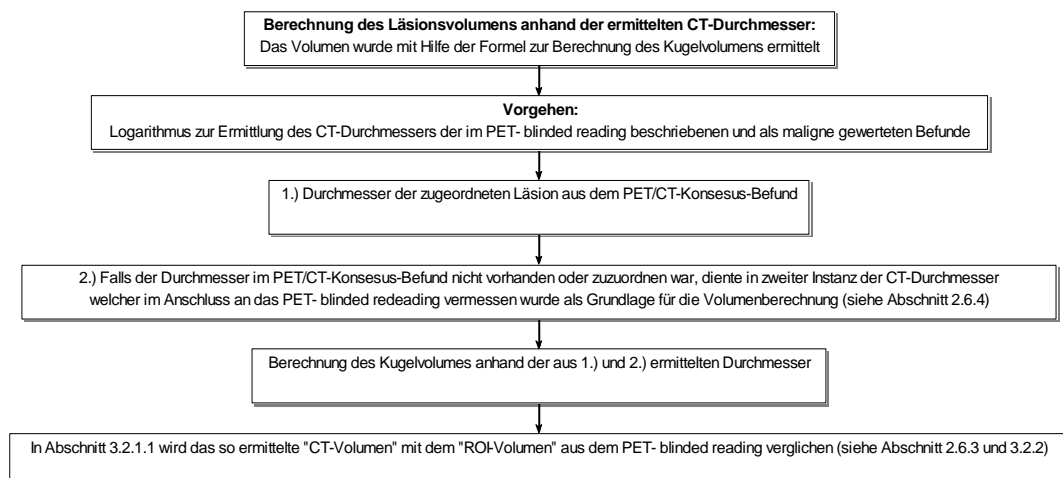 Berechnung des Läsionsvolumens anhand der ermittelten CT-Durchmesser:
Das Volumen wurde mit Hilfe der Formel zur Berechnung des Kugelvolumens ermittelt
Vorgehen:
Logarithmus zur Ermittlung des CT-Durchmessers der im PET- blinded reading beschriebenen und als maligne gewerteten Befunde
1.) Durchmesser der zugeordneten Läsion aus dem PET/CT-Konsesus-Befund
2.) Falls der Durchmesser im PET/CT-Konsesus-Befund nicht vorhanden oder zuzuordnen war, diente in zweiter Instanz der CT-Durchmesser
welcher im Anschluss an das PET- blinded redeading vermessen wurde als Grundlage für die Volumenberechnung (siehe Abschnitt 2.6.4)
Berechnung des Kugelvolumes anhand der aus 1.) und 2.) ermittelten Durchmesser
In Abschnitt 3.2.1.1 wird das so ermittelte "CT-Volumen" mit dem "ROI-Volumen" aus dem PET- blinded reading verglichen (siehe Abschnitt 2.6.3 und 3.2.2)